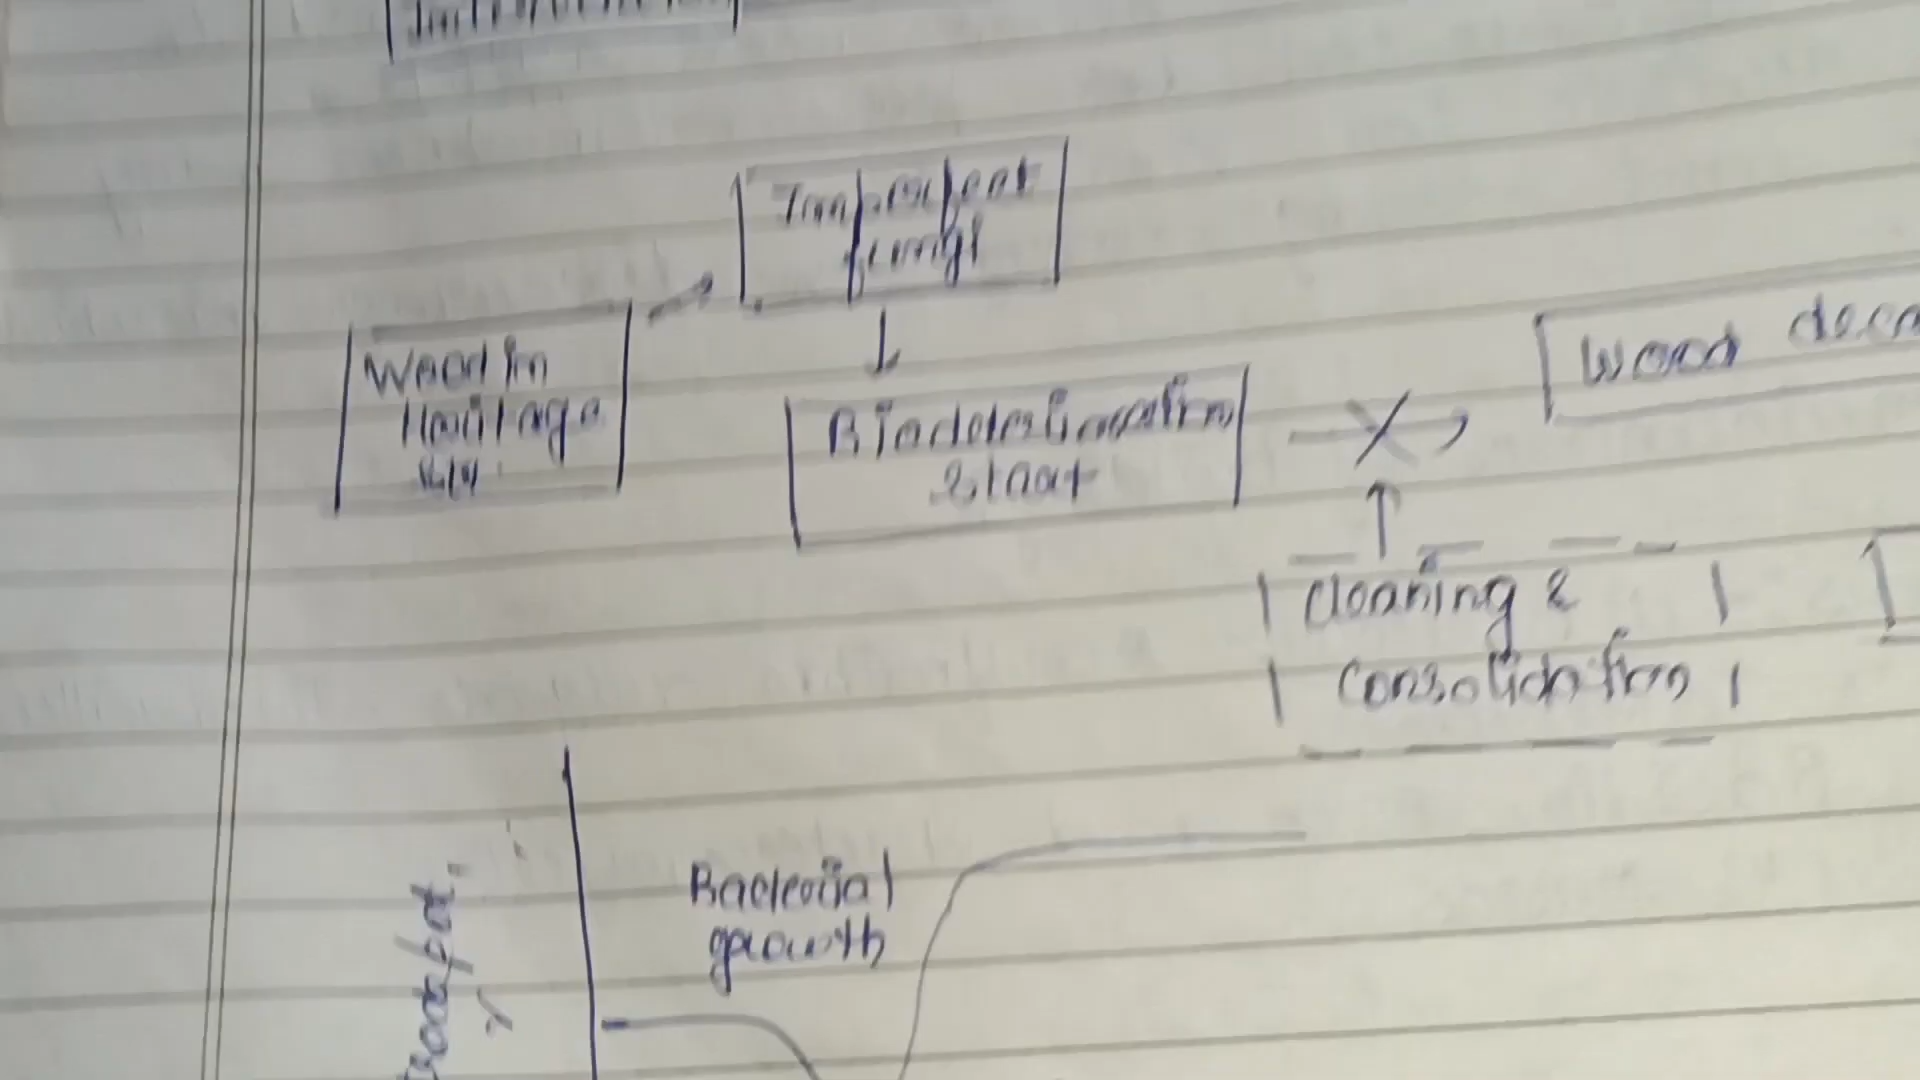 Imperfect
fungi
Wood in
Heritage
Biodeterioration
start
Wood
Cleaning &
Consolidation
Bacterial
growth